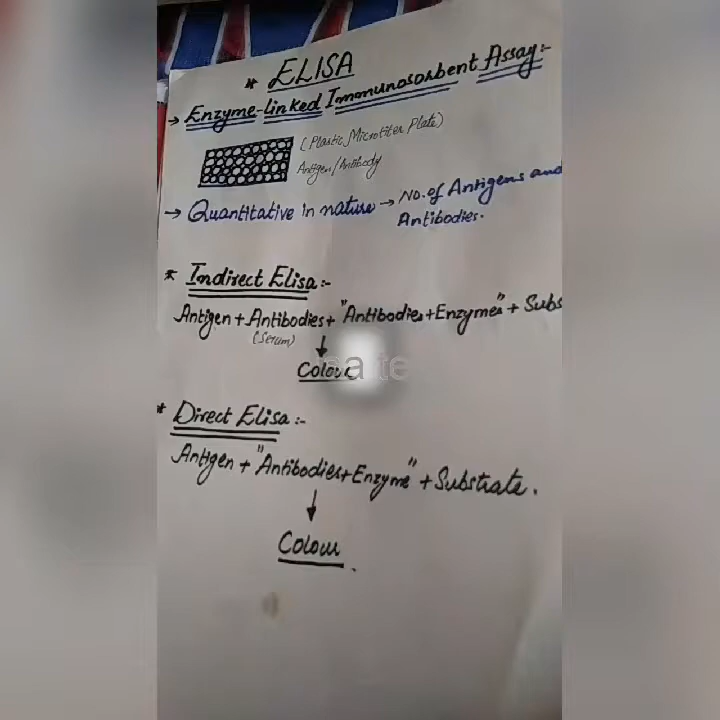 * ELISA
→ Enzyme-linked Immunosorbent Assay:-
(Plastic Microtiter Plate)
Antigen/Antibody
→ Quantitative in nature → No. of Antigens and
Antibodies.
* Indirect Elisa:-
Antigen + Antibodies + "Antibodies + Enzyme" + Subs
(Serum)
↓
Colour
* Direct Elisa:-
Antigen + "Antibodies + Enzyme" + Substrate.
↓
Colour